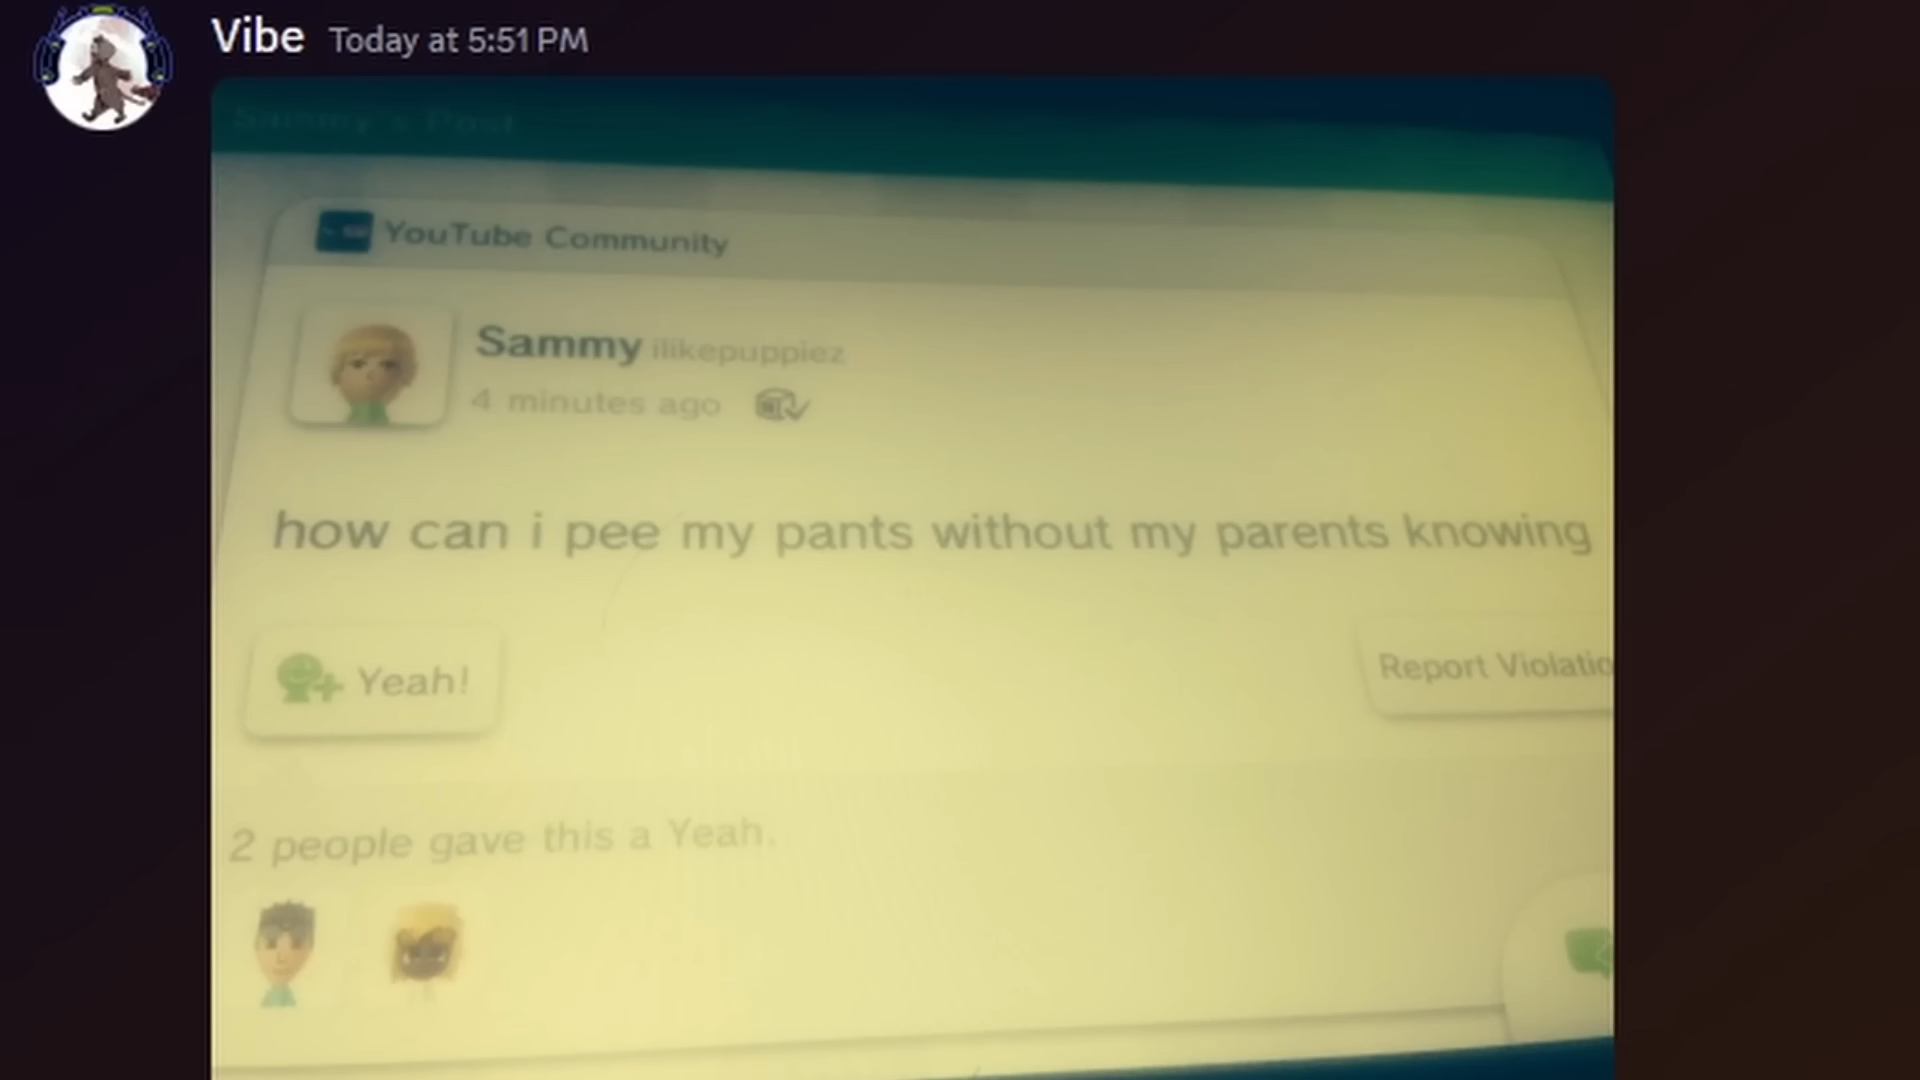 Vibe Today at 5:51 PM
Sammy's Post
YouTube Community
Sammy ilikepuppiez
4 minutes ago
how can i pee my pants without my parents knowing
Yeah!
Report Violatio
2 people gave this a Yeah.